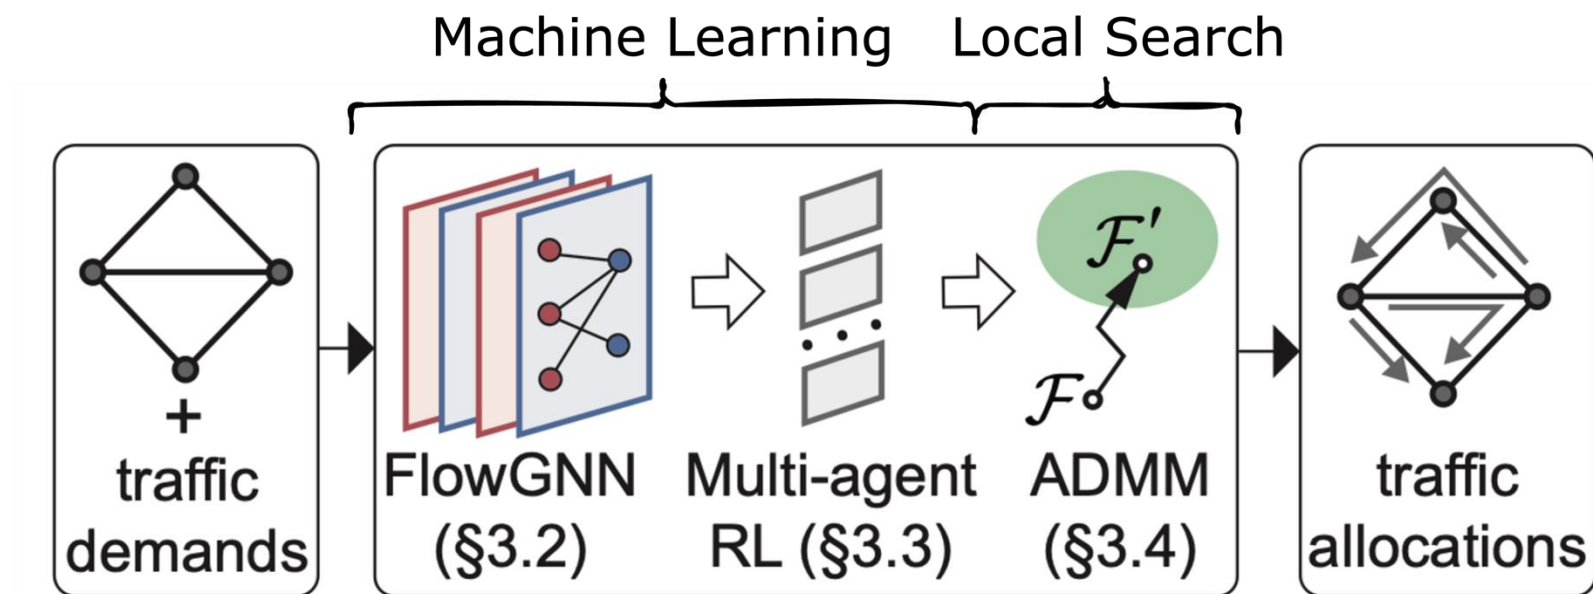 Machine Learning
Local Search
+
traffic
demands
FlowGNN
(§3.2)
Multi-agent
RL (§3.3)
ℱ′
ℱ
ADMM
(§3.4)
traffic
allocations